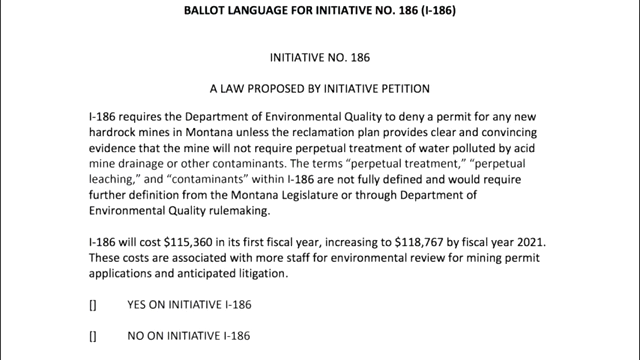 BALLOT LANGUAGE FOR INITIATIVE NO. 186 (I-186)
INITIATIVE NO. 186
A LAW PROPOSED BY INITIATIVE PETITION
I-186 requires the Department of Environmental Quality to deny a permit for any new
hardrock mines in Montana unless the reclamation plan provides clear and convincing
evidence that the mine will not require perpetual treatment of water polluted by acid
mine drainage or other contaminants. The terms “perpetual treatment,” “perpetual
leaching,” and “contaminants” within I-186 are not fully defined and would require
further definition from the Montana Legislature or through Department of
Environmental Quality rulemaking.
I-186 will cost $115,360 in its first fiscal year, increasing to $118,767 by fiscal year 2021.
These costs are associated with more staff for environmental review for mining permit
applications and anticipated litigation.
[] YES ON INITIATIVE I-186
[] NO ON INITIATIVE I-186